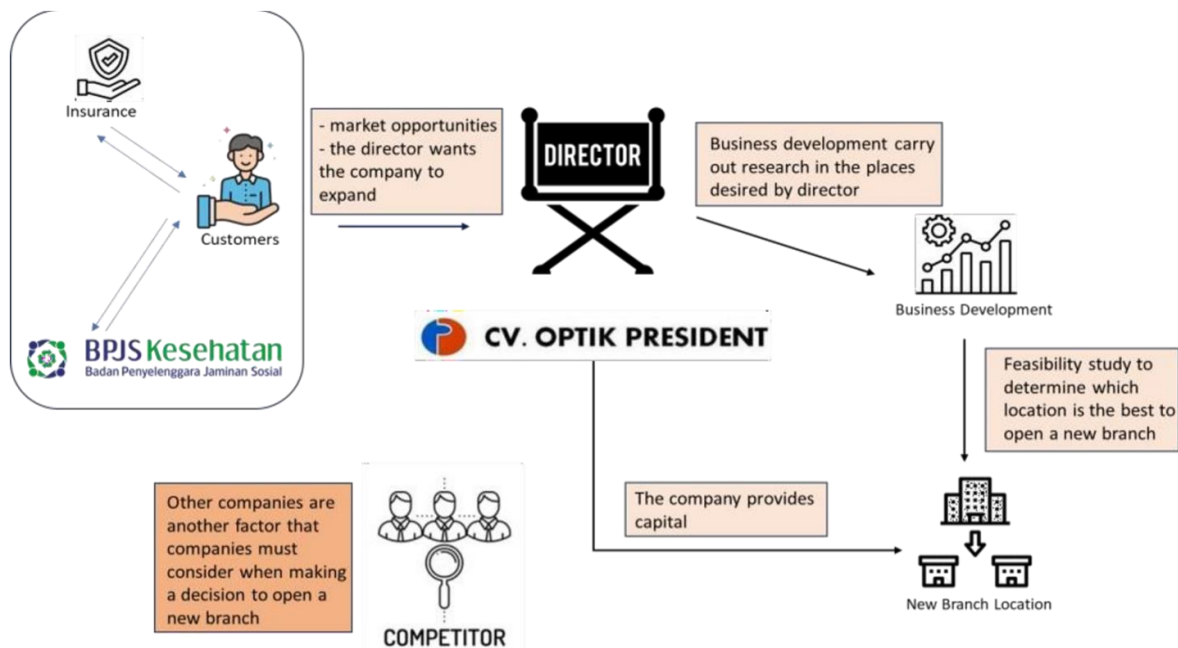 Insurance
Customers
BPJS Kesehatan
Badan Penyelenggara Jaminan Sosial
- market opportunities
- the director wants
the company to
expand
DIRECTOR
Business development carry
out research in the places
desired by director
Business Development
CV. OPTIK PRESIDENT
Feasibility study to
determine which
location is the best to
open a new branch
The company provides
capital
New Branch Location
Other companies are
another factor that
companies must
consider when making
a decision to open a
new branch
COMPETITOR